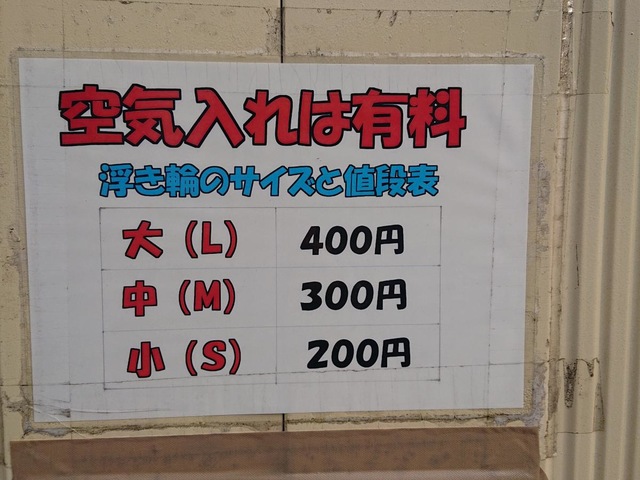 空気入れは有料
浮き輪のサイズと値段表
大（L） 400円
中（M） 300円
小（S） 200円